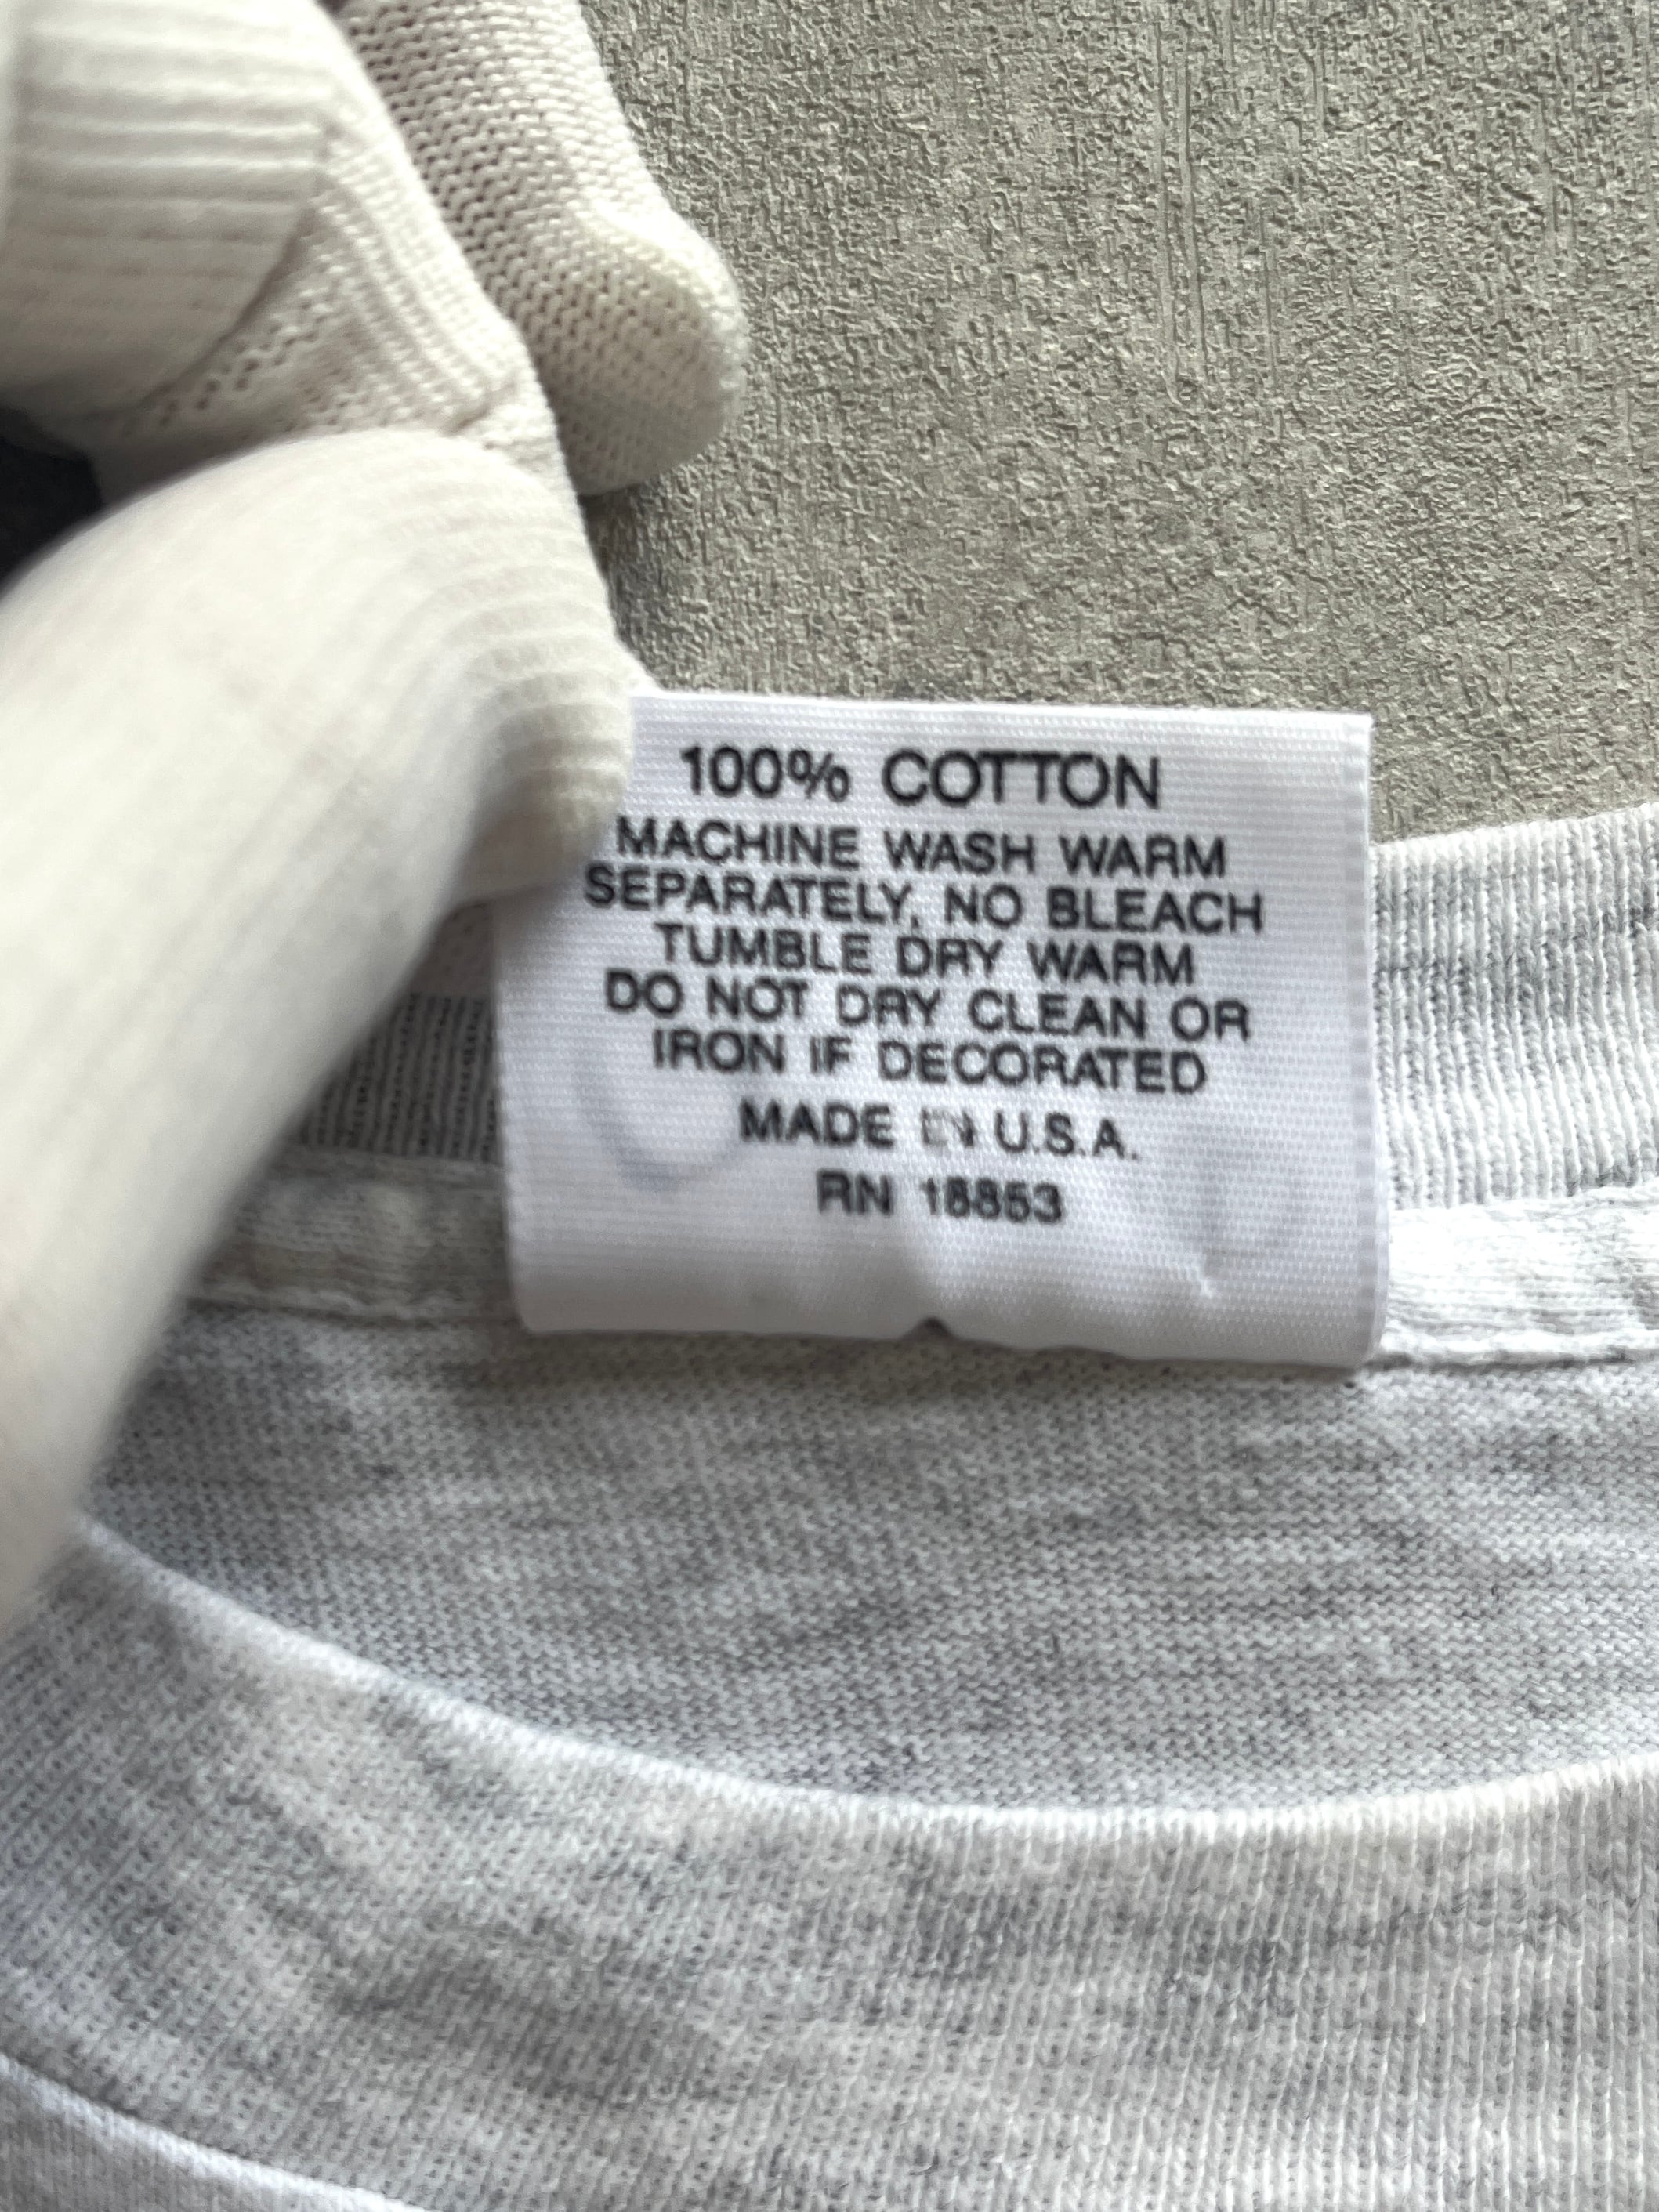 100% COTTON
MACHINE WASH WARM
SEPARATELY, NO BLEACH
TUMBLE DRY WARM
DO NOT DRY CLEAN OR
IRON IF DECORATED
MADE IN U.S.A.
RN 18853